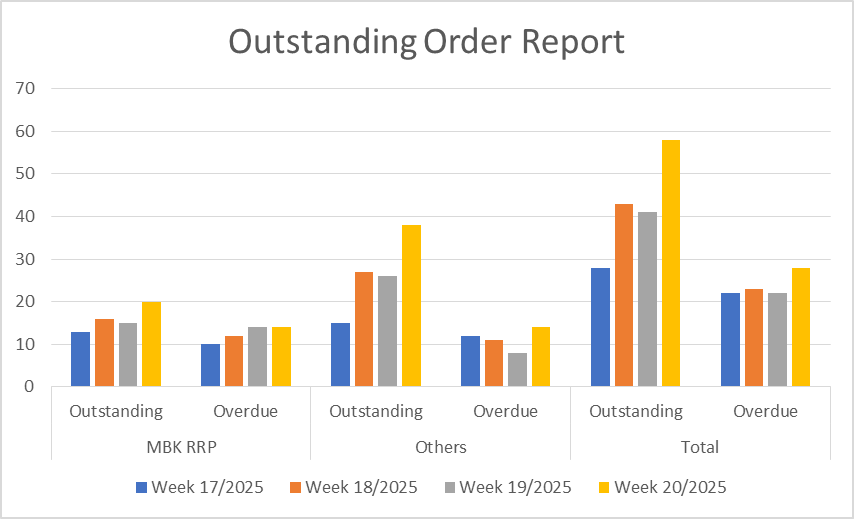 Outstanding Order Report
70
60
50
40
30
20
10
0
Outstanding Overdue Outstanding Overdue Outstanding Overdue
MBK RRP Others Total
Week 17/2025 Week 18/2025 Week 19/2025 Week 20/2025